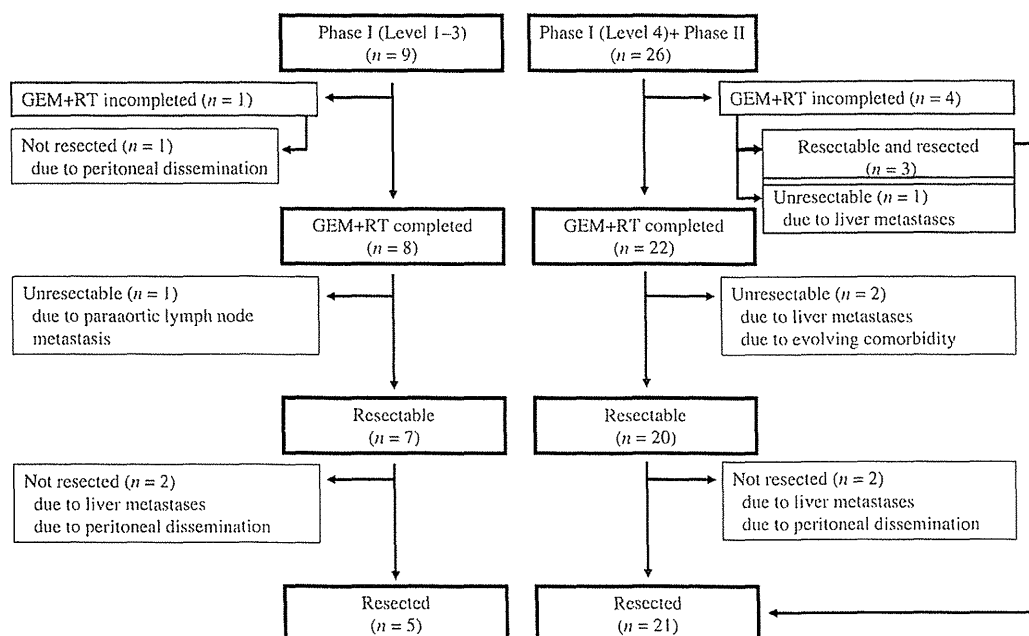 Phase I (Level 1–3)
(n = 9)
Phase I (Level 4)+ Phase II
(n = 26)
GEM+RT incompleted (n = 1)
Not resected (n = 1)
due to peritoneal dissemination
GEM+RT incompleted (n = 4)
Resectable and resected
(n = 3)
Unresectable (n = 1)
due to liver metastases
GEM+RT completed
(n = 8)
GEM+RT completed
(n = 22)
Unresectable (n = 1)
due to paraaortic lymph node
metastasis
Unresectable (n = 2)
due to liver metastases
due to evolving comorbidity
Resectable
(n = 7)
Resectable
(n = 20)
Not resected (n = 2)
due to liver metastases
due to peritoneal dissemination
Not resected (n = 2)
due to liver metastases
due to peritoneal dissemination
Resected
(n = 5)
Resected
(n = 21)